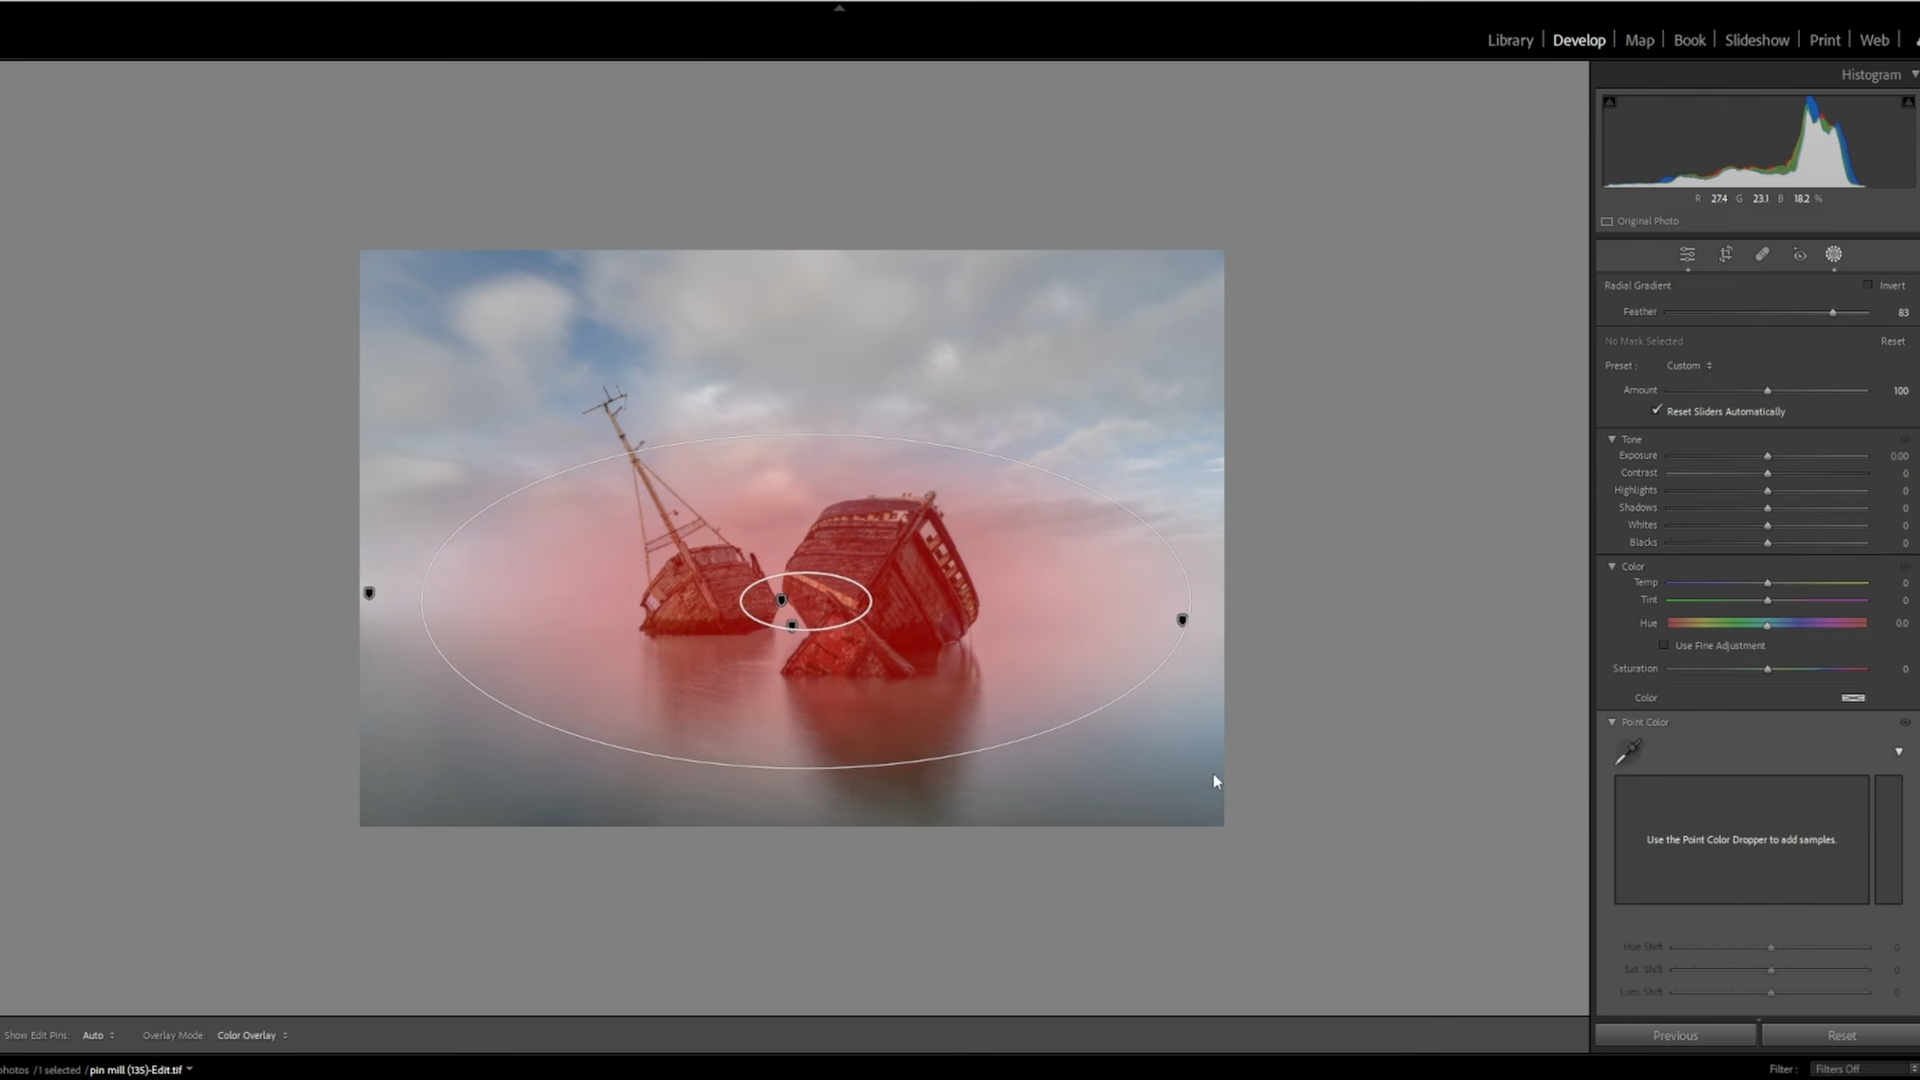 Library | Develop | Map | Book | Slideshow | Print | Web |
Histogram
R 27.4 G 23.1 B 18.2 %
Original Photo
Radial Gradient Invert
Feather 83
No Mask Selected Reset
Preset : Custom
Amount 100
Reset Sliders Automatically
Tone
Exposure 0.00
Contrast 0
Highlights 0
Shadows 0
Whites 0
Blacks 0
Color
Temp 0
Tint 0
Hue 0.0
Use Fine Adjustment
Saturation 0
Color
Point Color
Use the Point Color Dropper to add samples.
Hue Shift 0
Sat. Shift 0
Lum. Shift 0
Show Edit Pins: Auto Overlay Mode: Color Overlay
Previous Reset
photos /1 selected /pin mill (135)-Edit.tif
Filter : Filters Off